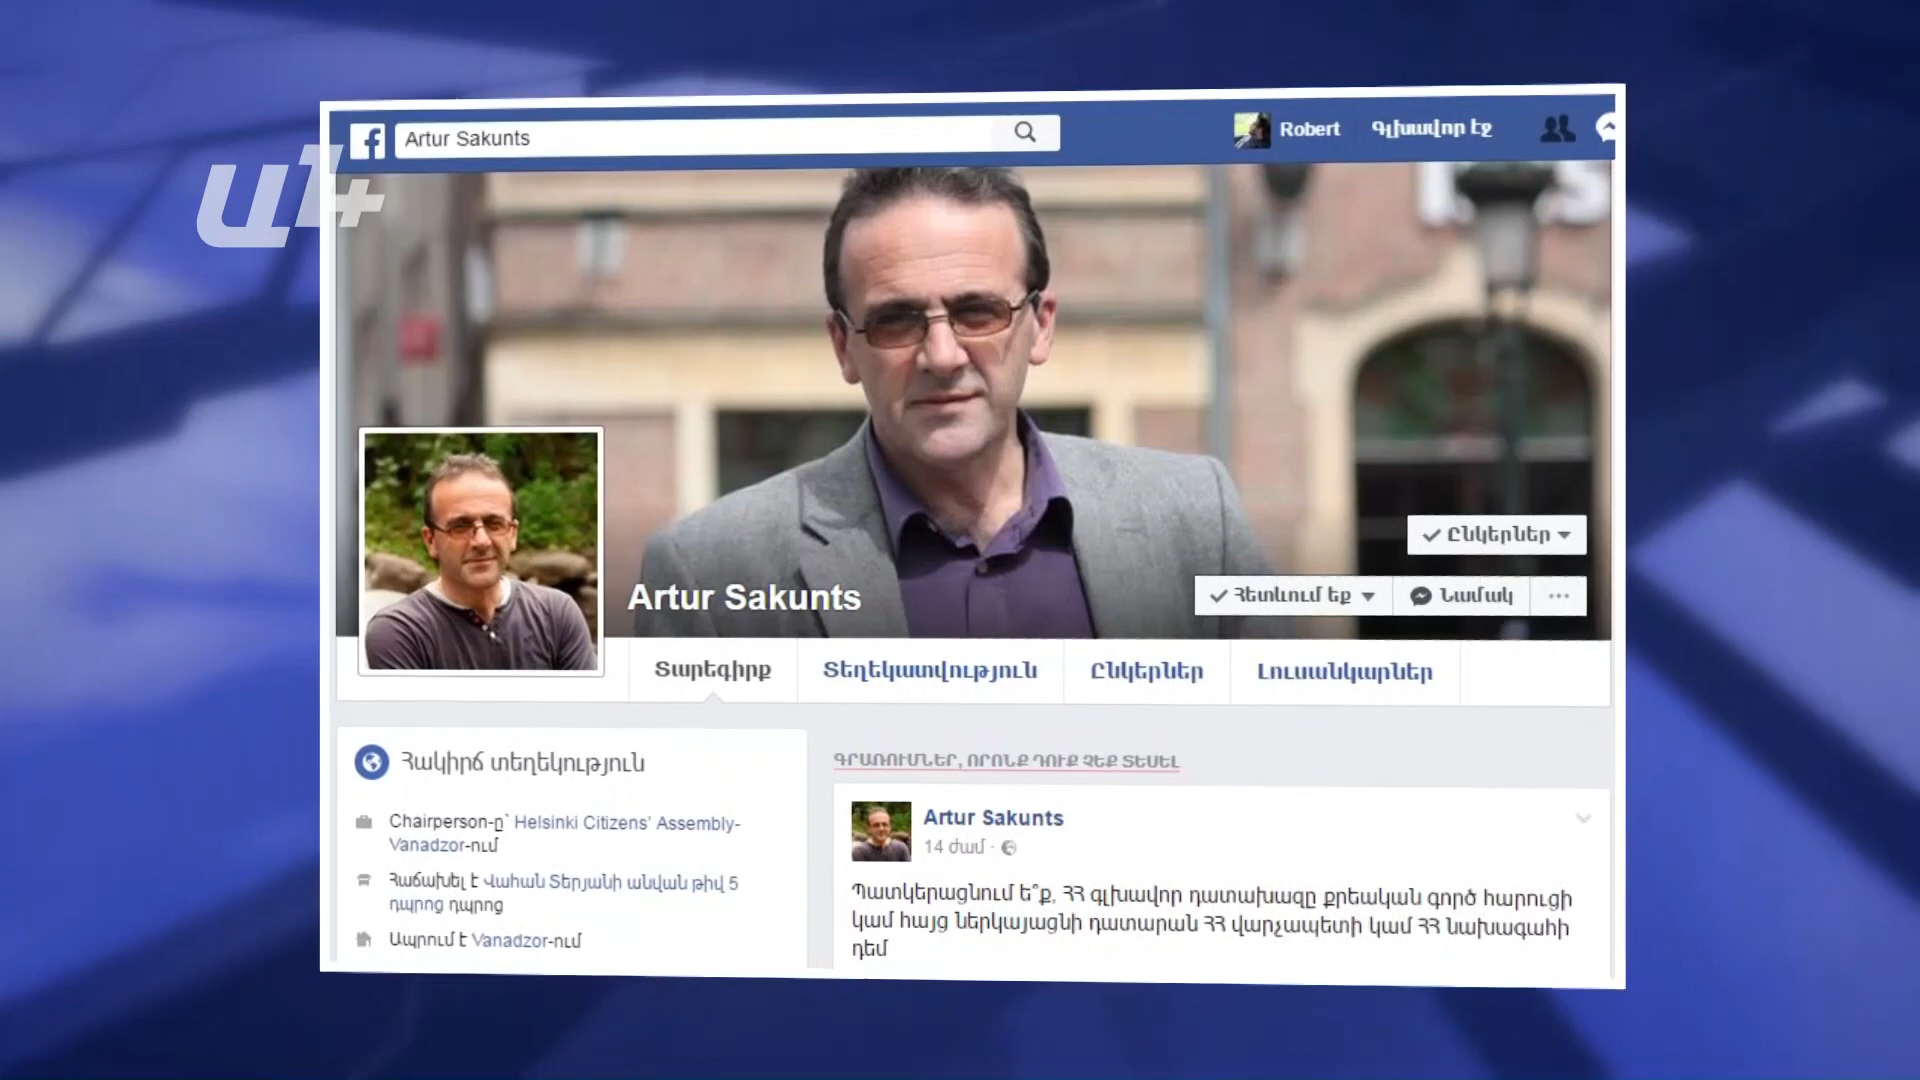 Artur Sakunts
Robert
Գլխավոր էջ
ԱՆ+
Ընկերներ
Artur Sakunts
Հետևում եք
Նամակ
Տարեգիրք
Տեղեկատվություն
Ընկերներ
Լուսանկարներ
Հակիրճ տեղեկություն
Chairperson-ը՝ Helsinki Citizens' Assembly-
Vanadzor-ում
Հաճախել է Վահան Տերյանի անվան թիվ 5
դպրոց դպրոց
Ապրում է Vanadzor-ում
ԳՐԱՌՈՒՄՆԵՐ, ՈՐՈՆՔ ԴՈՒՔ ՉԵՔ ՏԵՍԵԼ
Artur Sakunts
14 ժամ ·
Պատկերացնում ե՞ք, ՀՀ գլխավոր դատախազը քրեական գործ հարուցի
կամ հայց ներկայացնի դատարան ՀՀ վարչապետի կամ ՀՀ նախագահի
դեմ